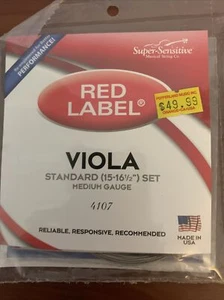 PERFORMANCE!
Super-Sensitive
Musical String Co.
RED
LABEL®
$49.99
VIOLA
STANDARD (15-16½") SET
MEDIUM GAUGE
4107
RELIABLE. RESPONSIVE. RECOMMENDED.
MADE IN
USA